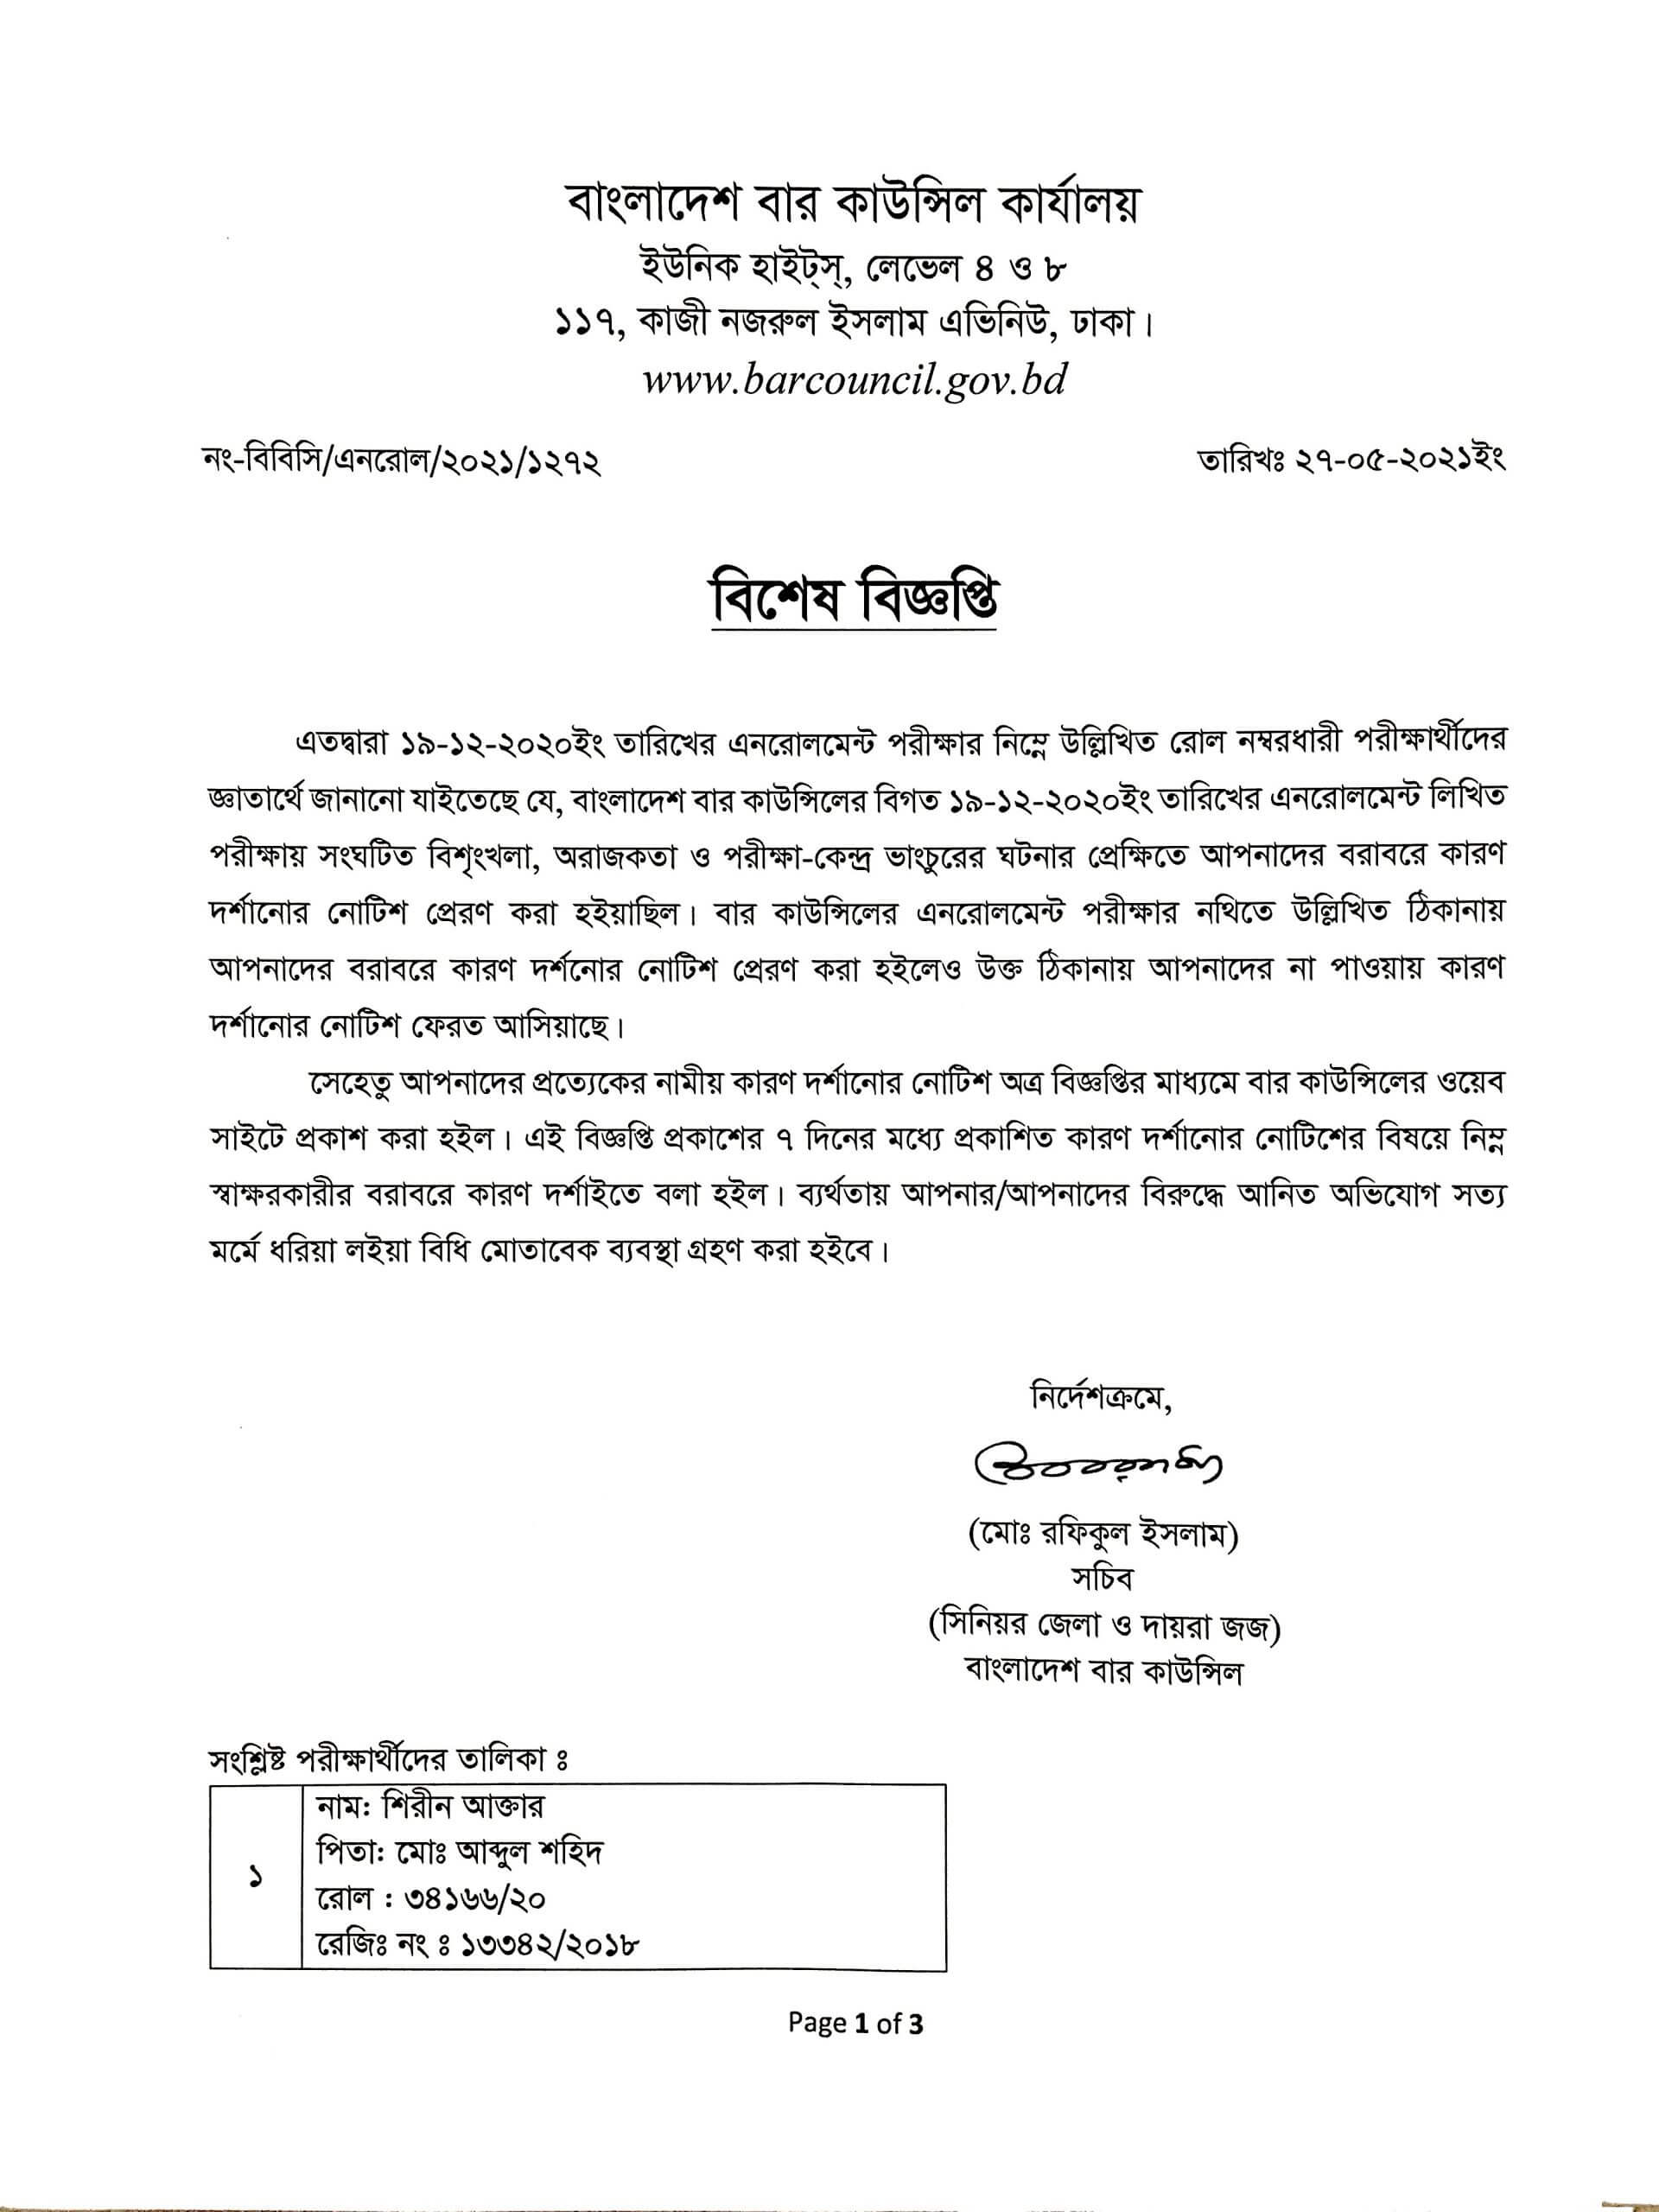 বাংলাদেশ বার কাউন্সিল কার্যালয়
ইউনিক হাইট্স্, লেভেল ৪ ও ৮
১১৭, কাজী নজরুল ইসলাম এভিনিউ, ঢাকা।
www.barcouncil.gov.bd
নং-বিবিসি/এনরোল/২০২১/১২৭২ তারিখঃ ২৭-০৫-২০২১ইং
বিশেষ বিজ্ঞপ্তি
এতদ্বারা ১৯-১২-২০২০ইং তারিখের এনরোলমেন্ট পরীক্ষার নিম্নে উল্লিখিত রোল নম্বরধারী পরীক্ষার্থীদের
জ্ঞাতার্থে জানানো যাইতেছে যে, বাংলাদেশ বার কাউন্সিলের বিগত ১৯-১২-২০২০ইং তারিখের এনরোলমেন্ট লিখিত
পরীক্ষায় সংঘটিত বিশৃংখলা, অরাজকতা ও পরীক্ষা-কেন্দ্র ভাংচুরের ঘটনার প্রেক্ষিতে আপনাদের বরাবরে কারণ
দর্শানোর নোটিশ প্রেরণ করা হইয়াছিল। বার কাউন্সিলের এনরোলমেন্ট পরীক্ষার নথিতে উল্লিখিত ঠিকানায়
আপনাদের বরাবরে কারণ দর্শনোর নোটিশ প্রেরণ করা হইলেও উক্ত ঠিকানায় আপনাদের না পাওয়ায় কারণ
দর্শানোর নোটিশ ফেরত আসিয়াছে।
সেহেতু আপনাদের প্রত্যেকের নামীয় কারণ দর্শানোর নোটিশ অত্র বিজ্ঞপ্তির মাধ্যমে বার কাউন্সিলের ওয়েব
সাইটে প্রকাশ করা হইল। এই বিজ্ঞপ্তি প্রকাশের ৭ দিনের মধ্যে প্রকাশিত কারণ দর্শানোর নোটিশের বিষয়ে নিম্ন
স্বাক্ষরকারীর বরাবরে কারণ দর্শাইতে বলা হইল। ব্যর্থতায় আপনার/আপনাদের বিরুদ্ধে আনিত অভিযোগ সত্য
মর্মে ধরিয়া লইয়া বিধি মোতাবেক ব্যবস্থা গ্রহণ করা হইবে।
নির্দেশক্রমে,
(মোঃ রফিকুল ইসলাম)
সচিব
(সিনিয়র জেলা ও দায়রা জজ)
বাংলাদেশ বার কাউন্সিল
সংশ্লিষ্ট পরীক্ষার্থীদের তালিকা ঃ
নাম: শিরীন আক্তার
পিতা: মোঃ আব্দুল শহিদ
১
রোল : ৩৪১৬৬/২০
রেজিঃ নং ঃ ১৩৩৪২/২০১৮
Page 1 of 3